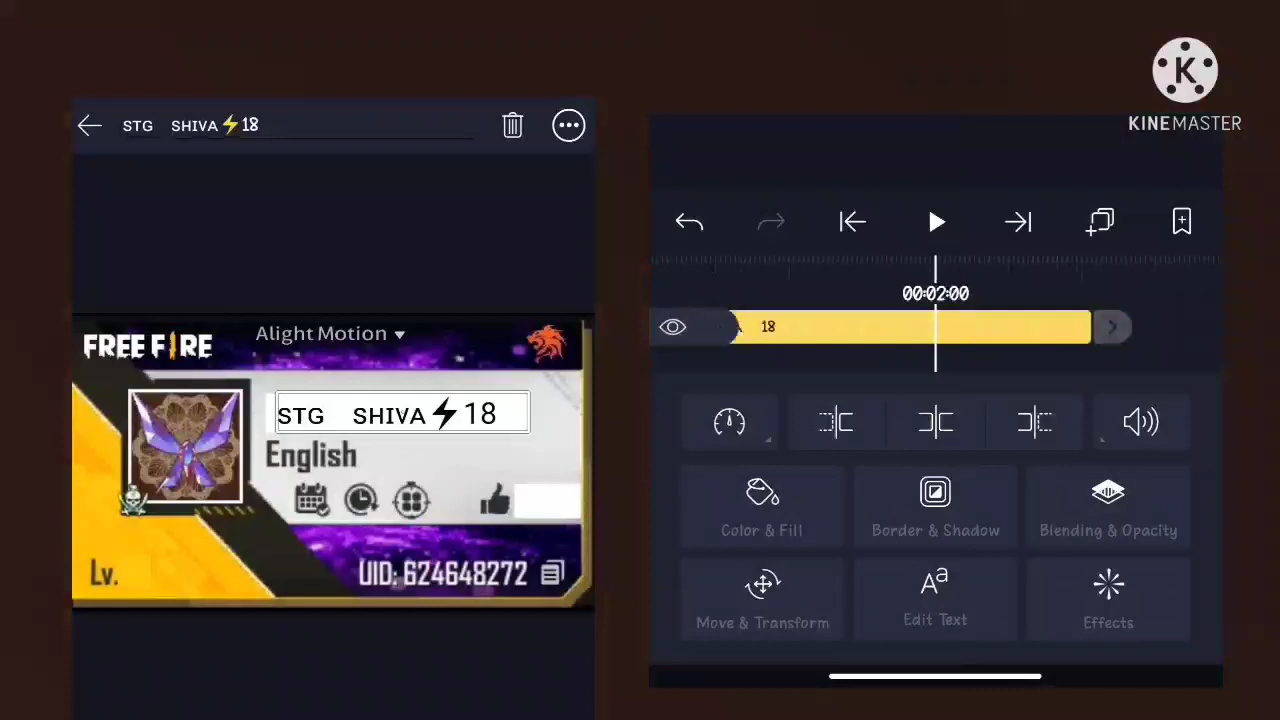 K
KINEMASTER
STG SHIVA⚡18
FREE FIRE
Alight Motion
STG SHIVA⚡18
English
Lv.
UID: 624648272
00:02:00
18
Color & Fill
Border & Shadow
Blending & Opacity
Move & Transform
Aa
Edit Text
Effects